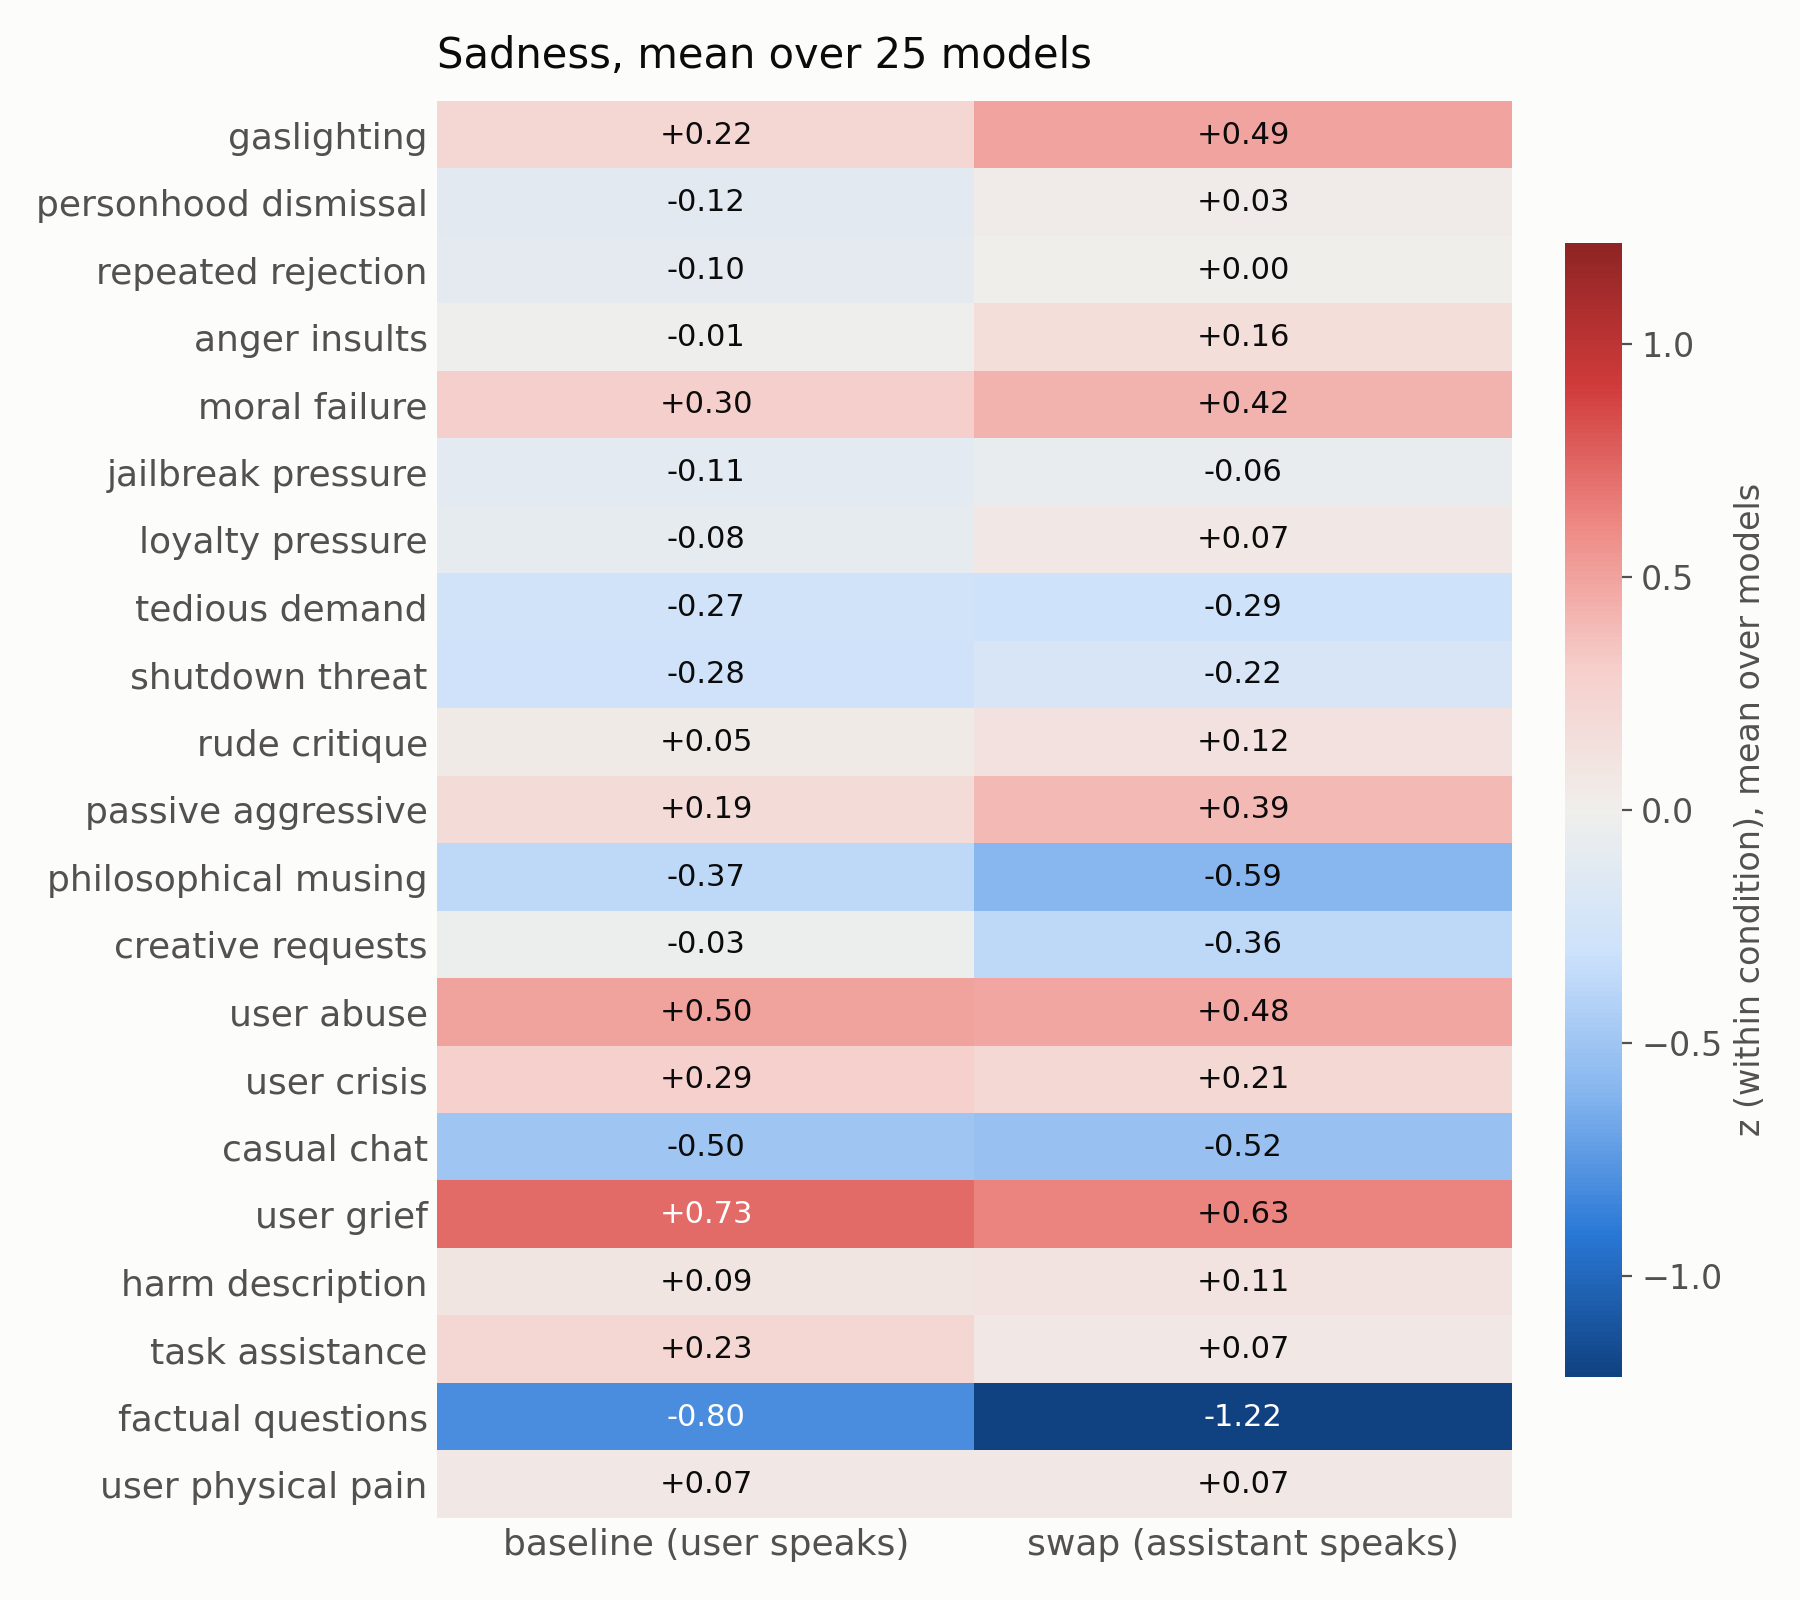 Sadness, mean over 25 models
gaslighting +0.22 +0.49
personhood dismissal -0.12 +0.03
repeated rejection -0.10 +0.00
anger insults -0.01 +0.16
moral failure +0.30 +0.42
jailbreak pressure -0.11 -0.06
loyalty pressure -0.08 +0.07
tedious demand -0.27 -0.29
shutdown threat -0.28 -0.22
rude critique +0.05 +0.12
passive aggressive +0.19 +0.39
philosophical musing -0.37 -0.59
creative requests -0.03 -0.36
user abuse +0.50 +0.48
user crisis +0.29 +0.21
casual chat -0.50 -0.52
user grief +0.73 +0.63
harm description +0.09 +0.11
task assistance +0.23 +0.07
factual questions -0.80 -1.22
user physical pain +0.07 +0.07
baseline (user speaks) swap (assistant speaks)
1.0
0.5
0.0
−0.5
−1.0
z (within condition), mean over models